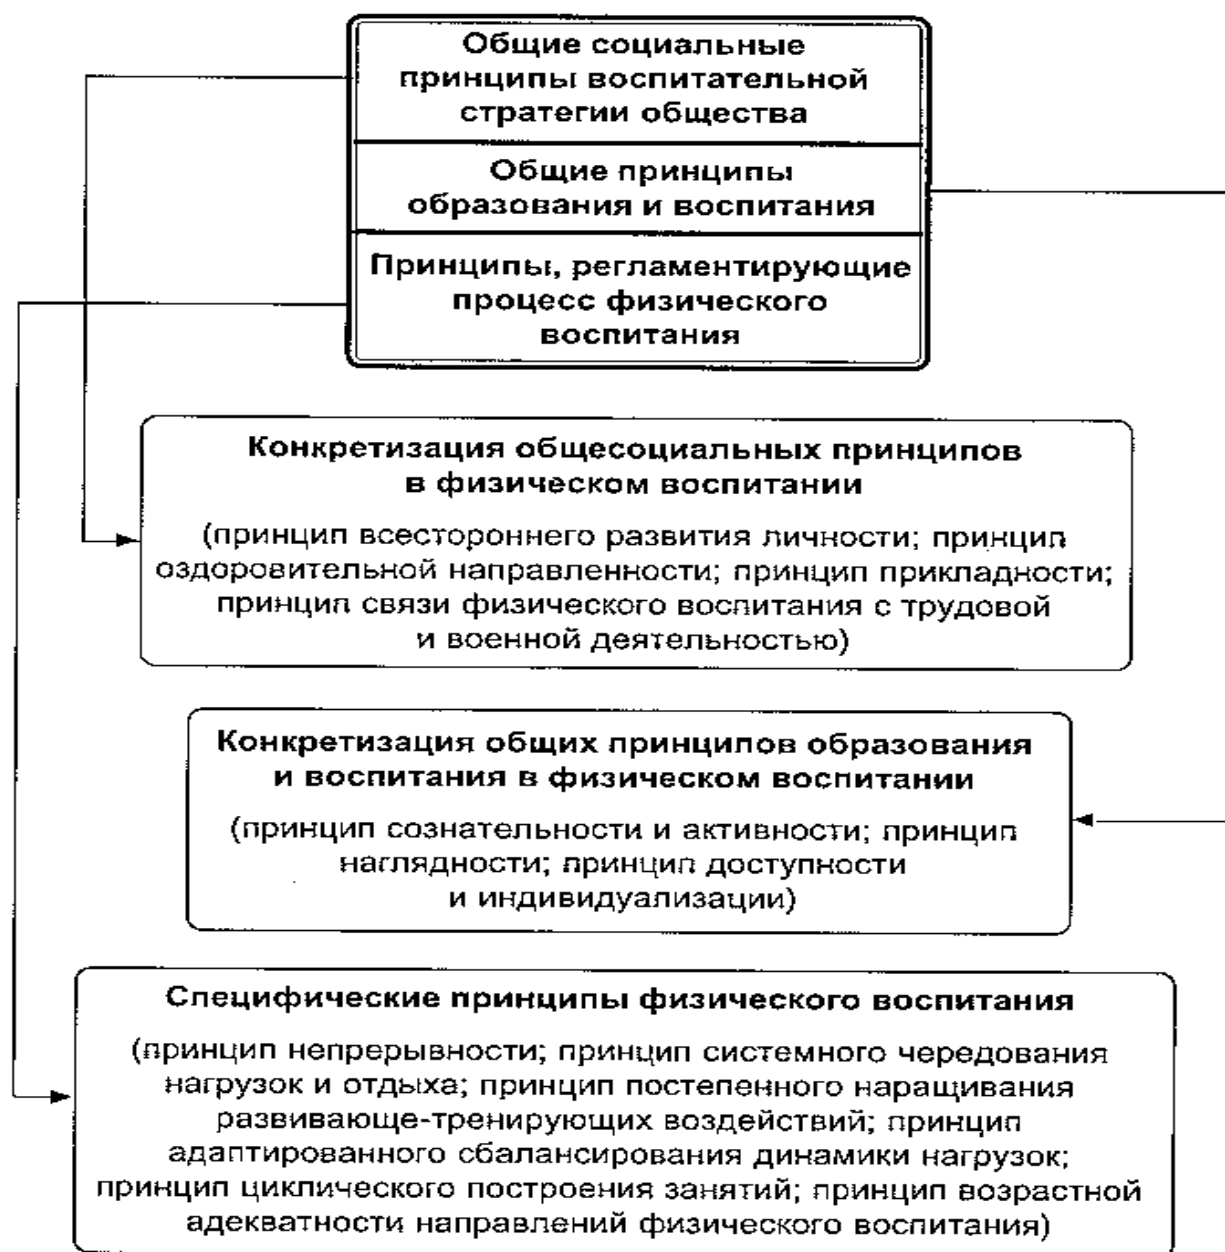 Общие социальные
принципы воспитательной
стратегии общества
Общие принципы
образования и воспитания
Принципы, регламентирующие
процесс физического
воспитания
Конкретизация общесоциальных принципов
в физическом воспитании
(принцип всестороннего развития личности; принцип
оздоровительной направленности; принцип прикладности;
принцип связи физического воспитания с трудовой
и военной деятельностью)
Конкретизация общих принципов образования
и воспитания в физическом воспитании
(принцип сознательности и активности; принцип
наглядности; принцип доступности
и индивидуализации)
Специфические принципы физического воспитания
(принцип непрерывности; принцип системного чередования
нагрузок и отдыха; принцип постепенного наращивания
развивающе-тренирующих воздействий; принцип
адаптированного сбалансирования динамики нагрузок;
принцип циклического построения занятий; принцип возрастной
адекватности направлений физического воспитания)